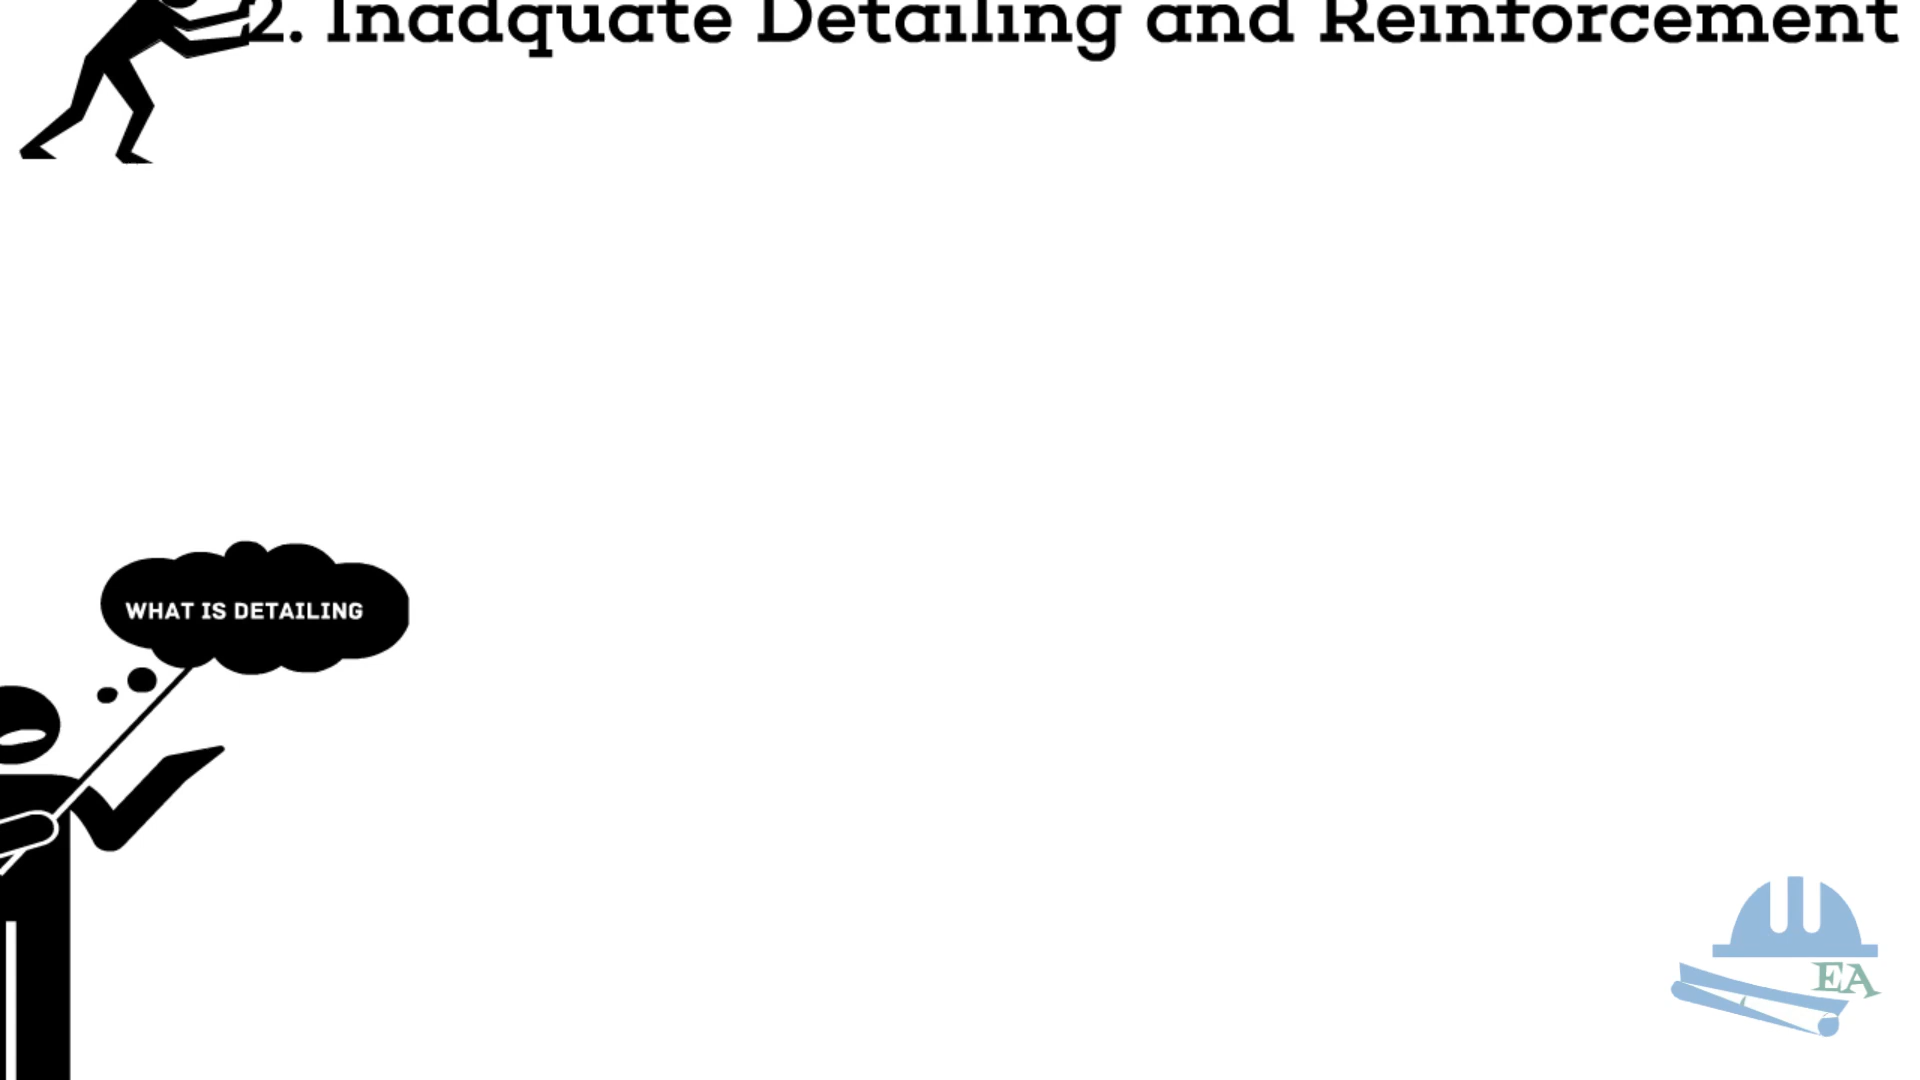 2. Inadquate Detailing and Reinforcement
WHAT IS DETAILING
EA